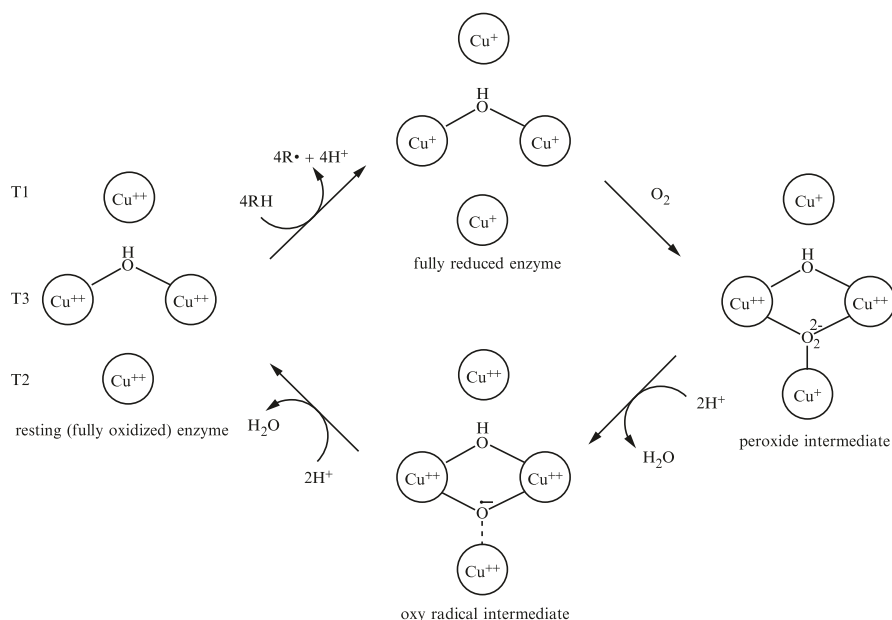 Cu⁺
H
O
Cu⁺ Cu⁺
Cu⁺
fully reduced enzyme
4R• + 4H⁺
4RH
O₂
T1
Cu⁺⁺
H
O
T3
Cu⁺⁺ Cu⁺⁺
T2
Cu⁺⁺
resting (fully oxidized) enzyme
Cu⁺
H
O
Cu⁺⁺ Cu⁺⁺
O₂²⁻
Cu⁺
peroxide intermediate
2H⁺
H₂O
Cu⁺⁺
H
O
Cu⁺⁺ Cu⁺⁺
O•⁻
Cu⁺⁺
oxy radical intermediate
H₂O
2H⁺